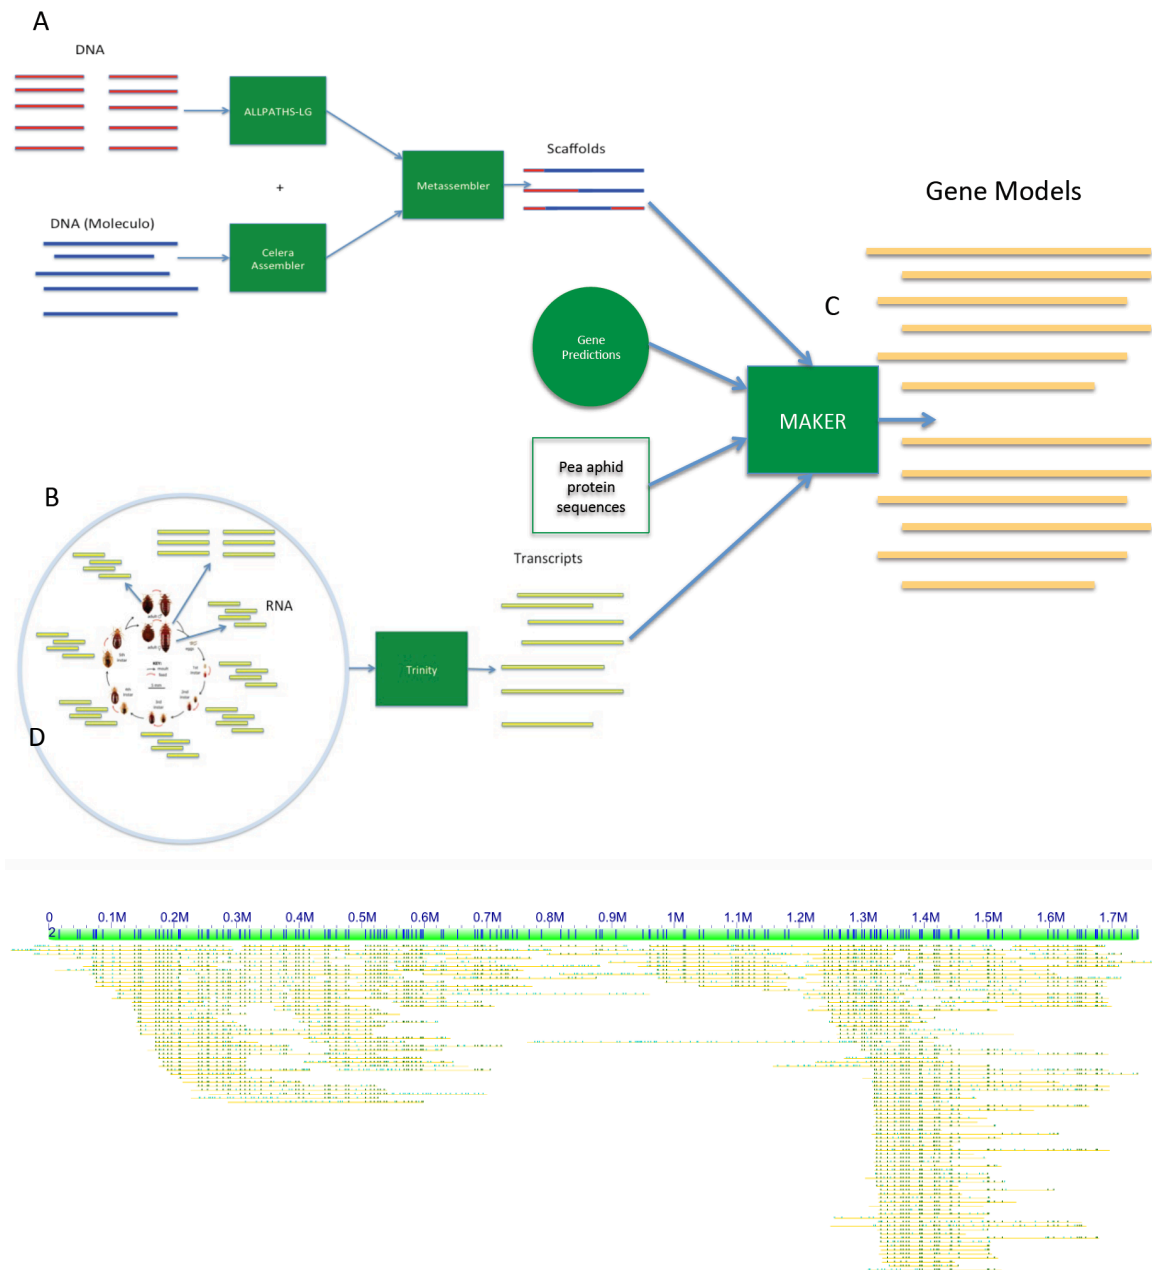 A
DNA
ALLPATHS-LG
+
DNA (Moleculo)
Celera
Assembler
Metassembler
Scaffolds
Gene Models
C
Gene
Predictions
MAKER
Pea aphid
protein
sequences
B
RNA
Transcripts
Trinity
D
0 0.1M 0.2M 0.3M 0.4M 0.5M 0.6M 0.7M 0.8M 0.9M 1M 1.1M 1.2M 1.3M 1.4M 1.5M 1.6M 1.7M
2